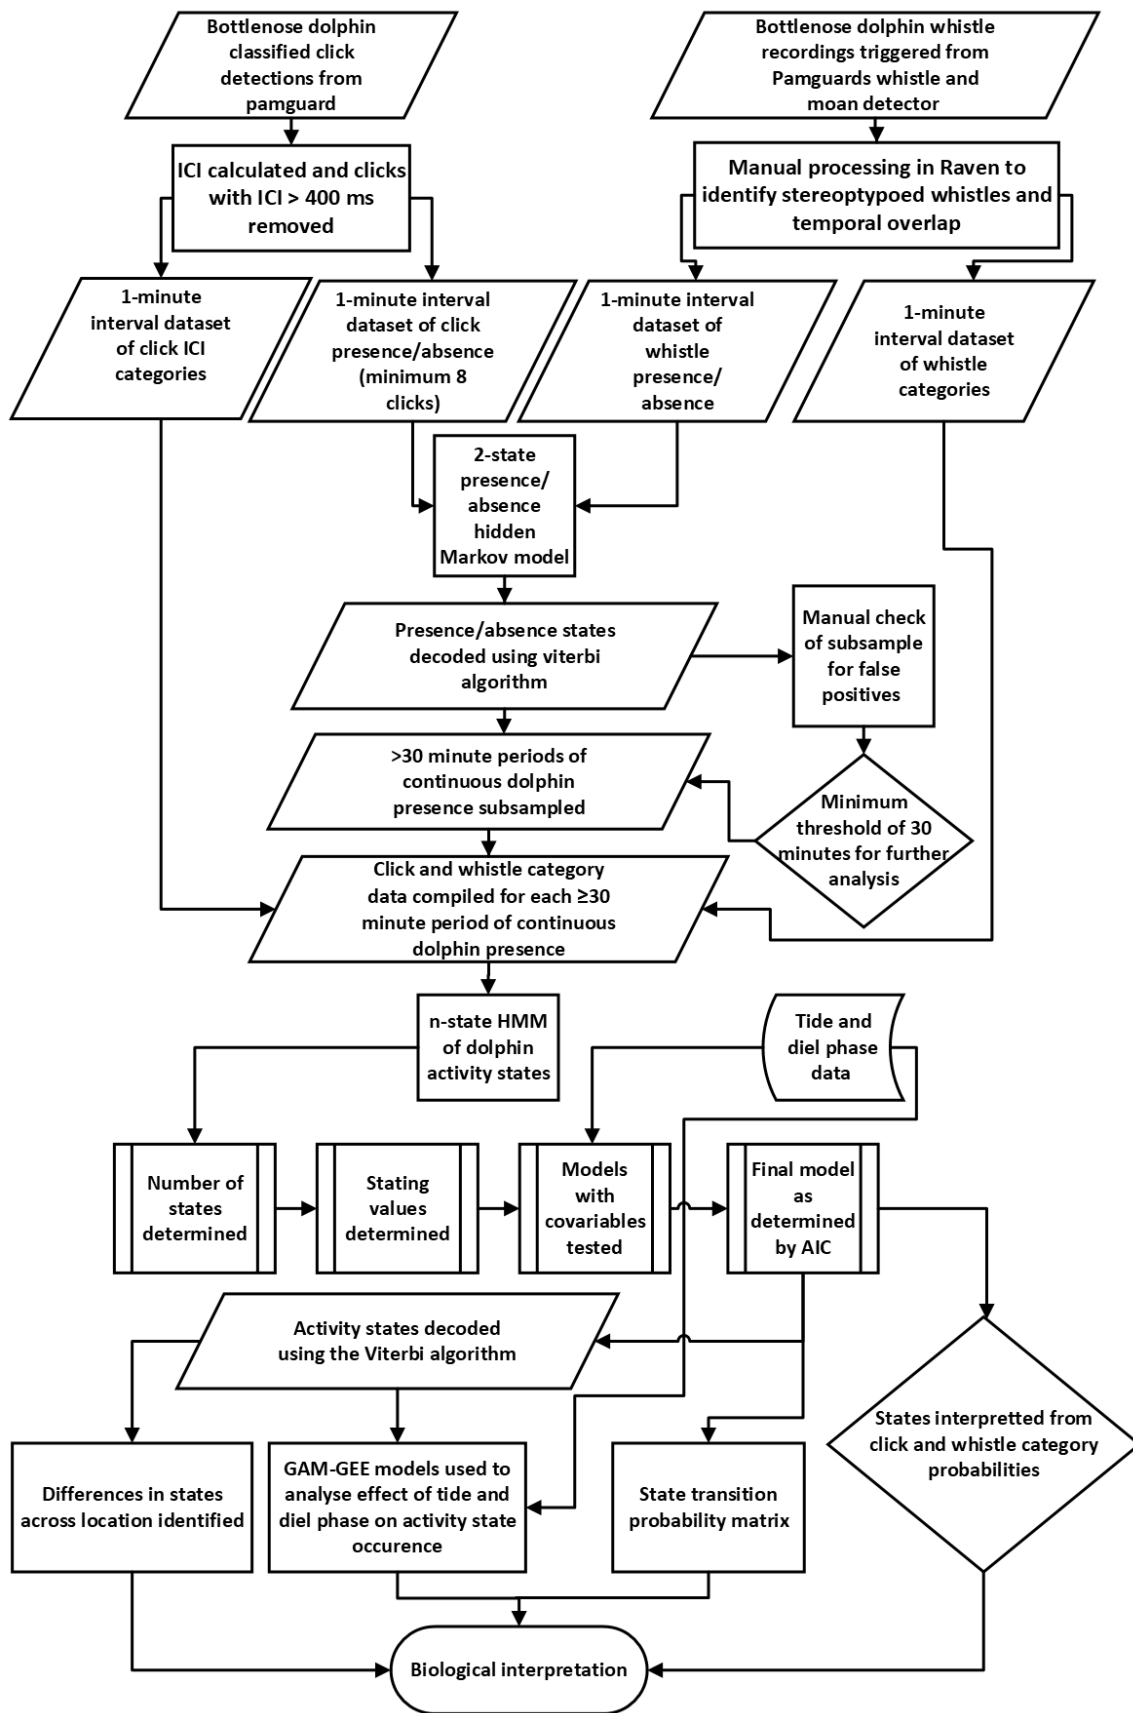 Bottlenose dolphin
classified click
detections from
pamguard
Bottlenose dolphin whistle
recordings triggered from
Pamguards whistle and
moan detector
ICI calculated and clicks
with ICI > 400 ms
removed
Manual processing in Raven to
identify stereoptypoed whistles and
temporal overlap
1-minute
interval dataset
of click ICI
categories
1-minute interval
dataset of click
presence/absence
(minimum 8
clicks)
1-minute interval
dataset of
whistle
presence/
absence
1-minute
interval dataset
of whistle
categories
2-state
presence/
absence
hidden
Markov model
Presence/absence states
decoded using viterbi
algorithm
Manual check
of subsample
for false
positives
>30 minute periods of
continuous dolphin
presence subsampled
Minimum
threshold of 30
minutes for further
analysis
Click and whistle category
data compiled for each ≥30
minute period of continuous
dolphin presence
n-state HMM
of dolphin
activity states
Tide and
diel phase
data
Number of
states
determined
Stating
values
determined
Models
with
covariables
tested
Final model
as
determined
by AIC
Activity states decoded
using the Viterbi algorithm
States interpretted from
click and whistle category
probabilities
Differences in states
across location identified
GAM-GEE models used to
analyse effect of tide and
diel phase on activity state
occurence
State transition
probability matrix
Biological interpretation